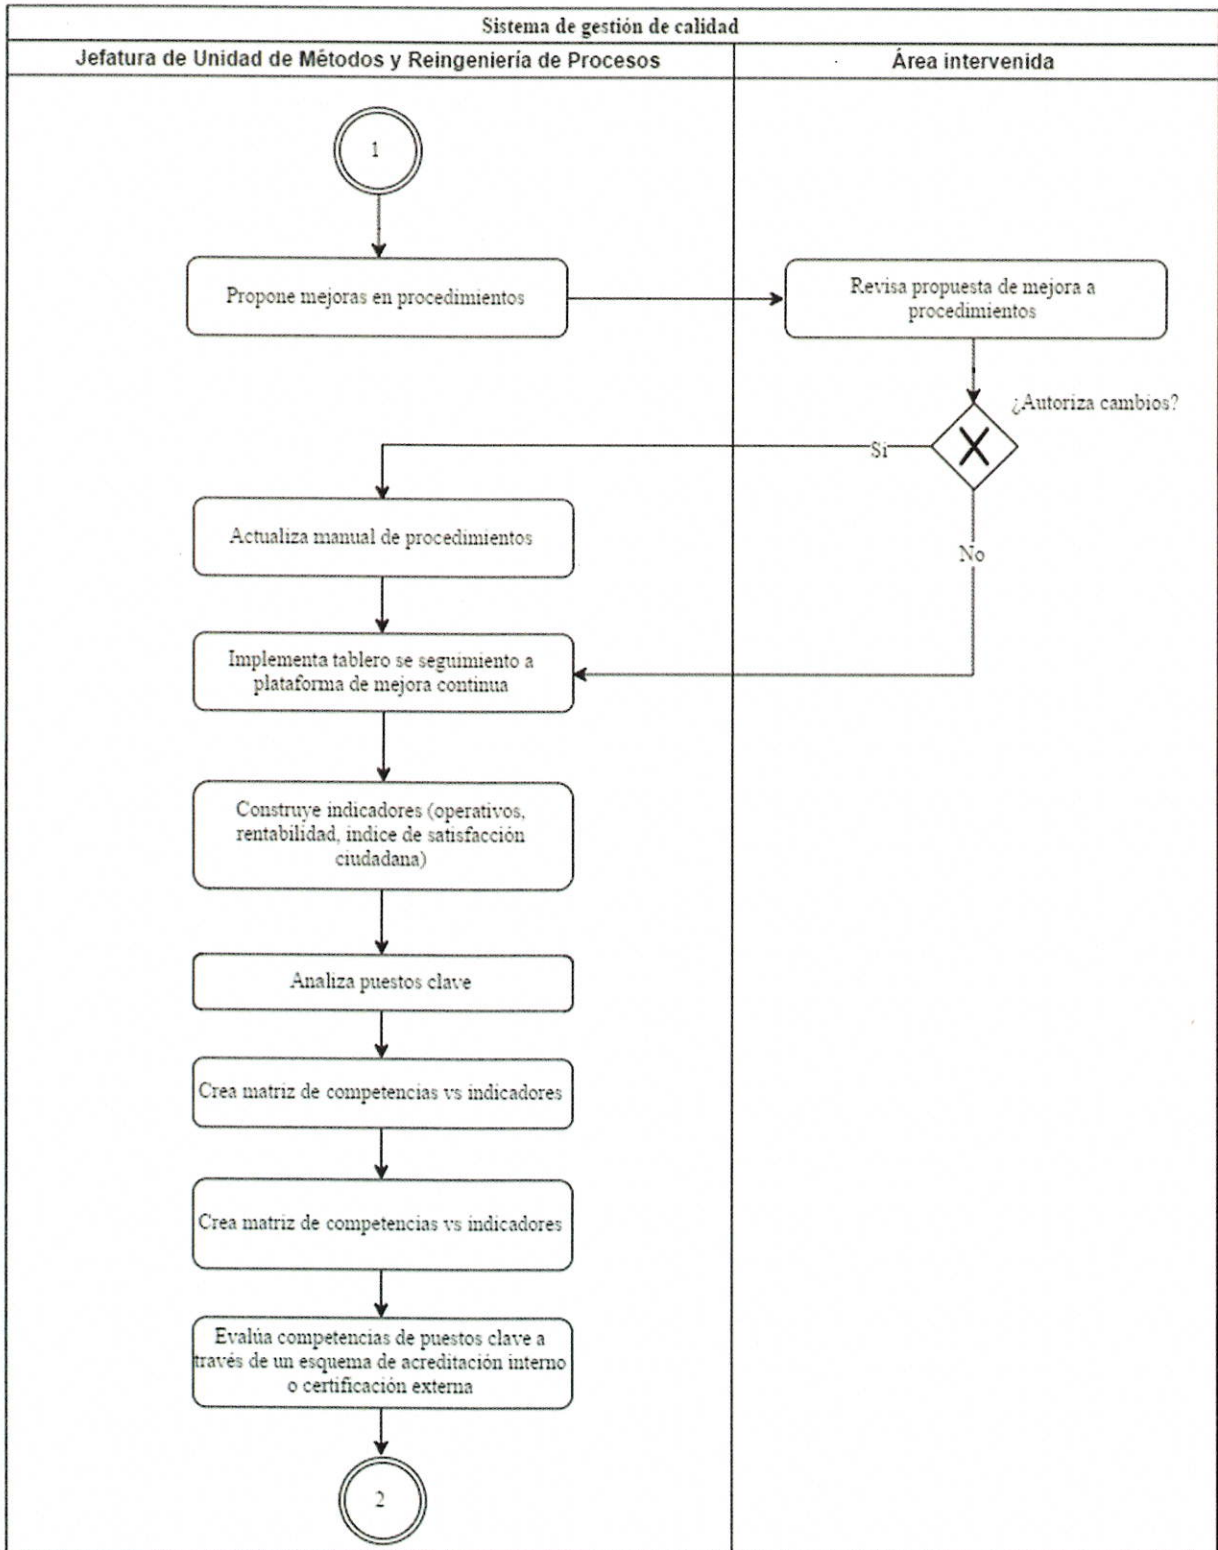 Sistema de gestión de calidad
Jefatura de Unidad de Métodos y Reingeniería de Procesos
Área intervenida
1
Propone mejoras en procedimientos
Revisa propuesta de mejora a
procedimientos
¿Autoriza cambios?
Si
Actualiza manual de procedimientos
No
Implementa tablero se seguimiento a
plataforma de mejora continua
Construye indicadores (operativos,
rentabilidad, indice de satisfacción
ciudadana)
Analiza puestos clave
Crea matriz de competencias vs indicadores
Crea matriz de competencias vs indicadores
Evalúa competencias de puestos clave a
través de un esquema de acreditación interno
o certificación externa
2